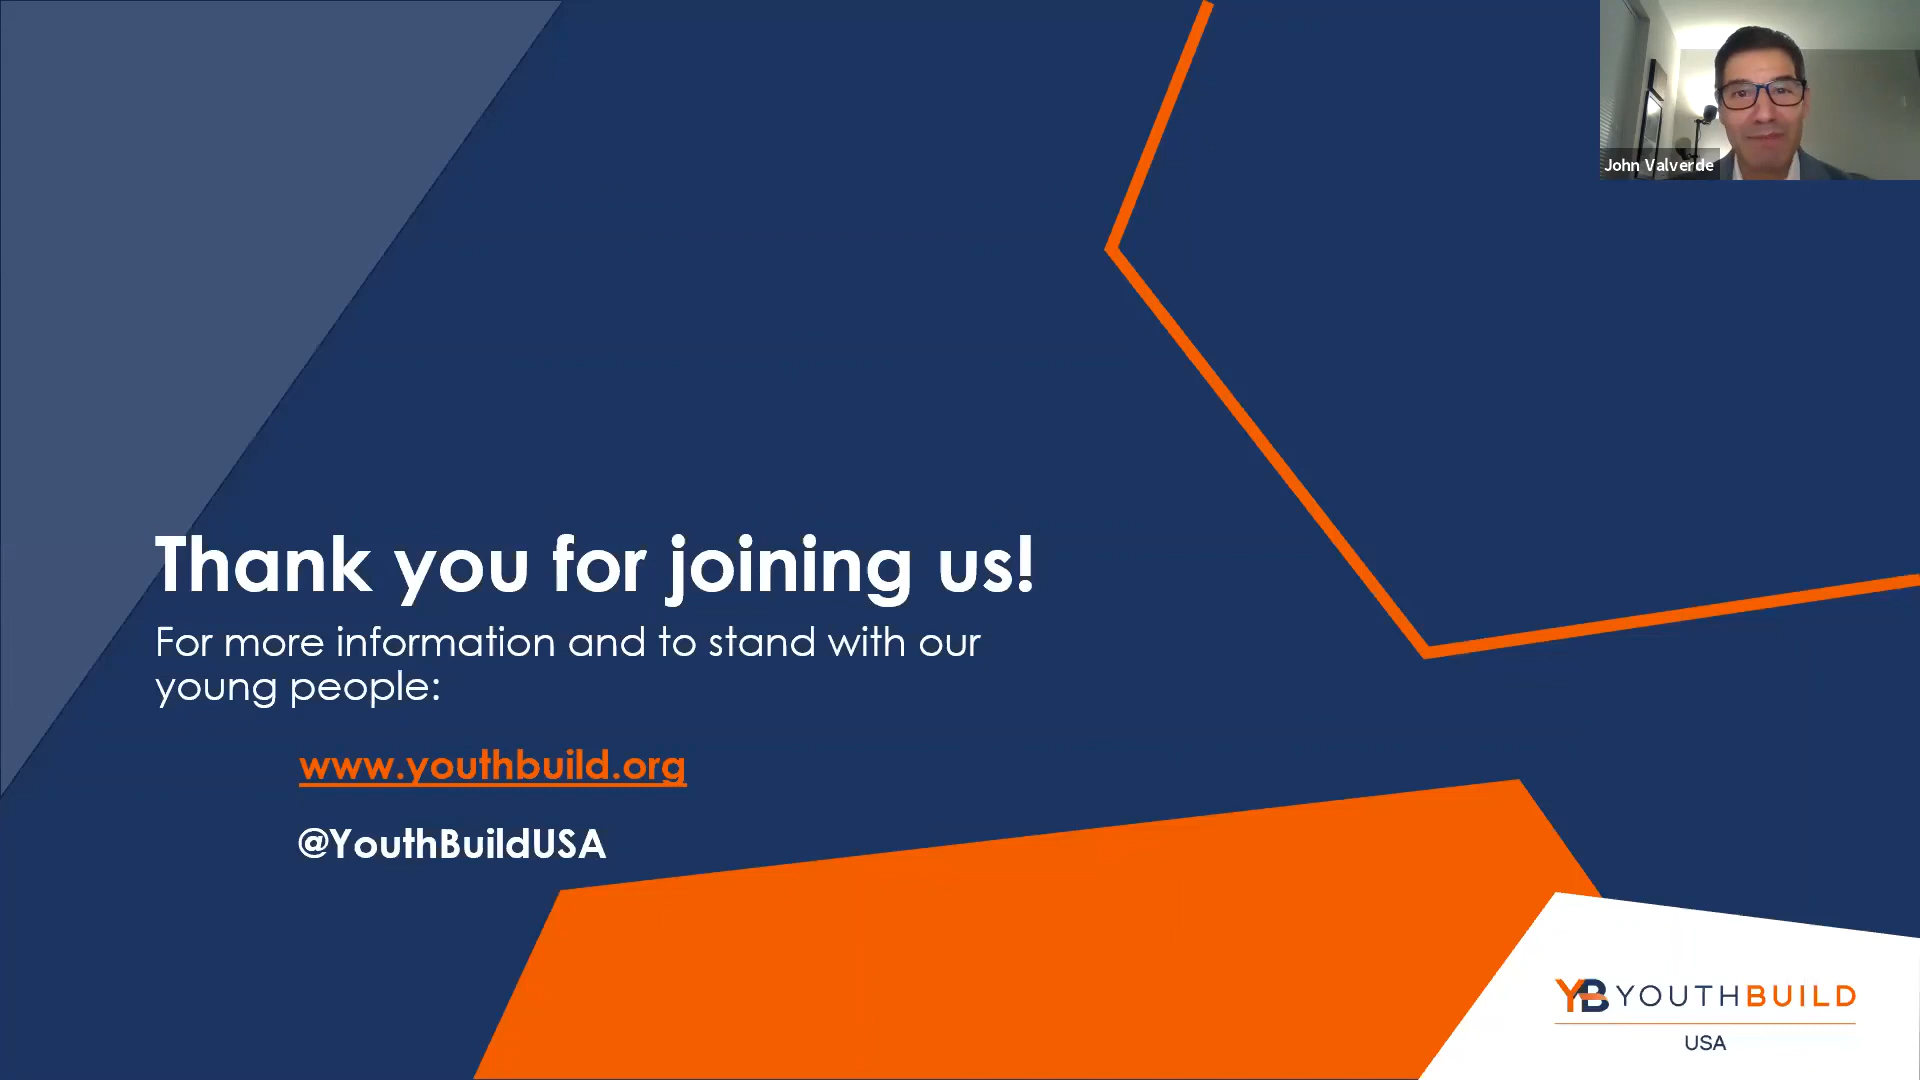 John Valverde
Thank you for joining us!
For more information and to stand with our
young people:
www.youthbuild.org
@YouthBuildUSA
YB YOUTHBUILD
USA